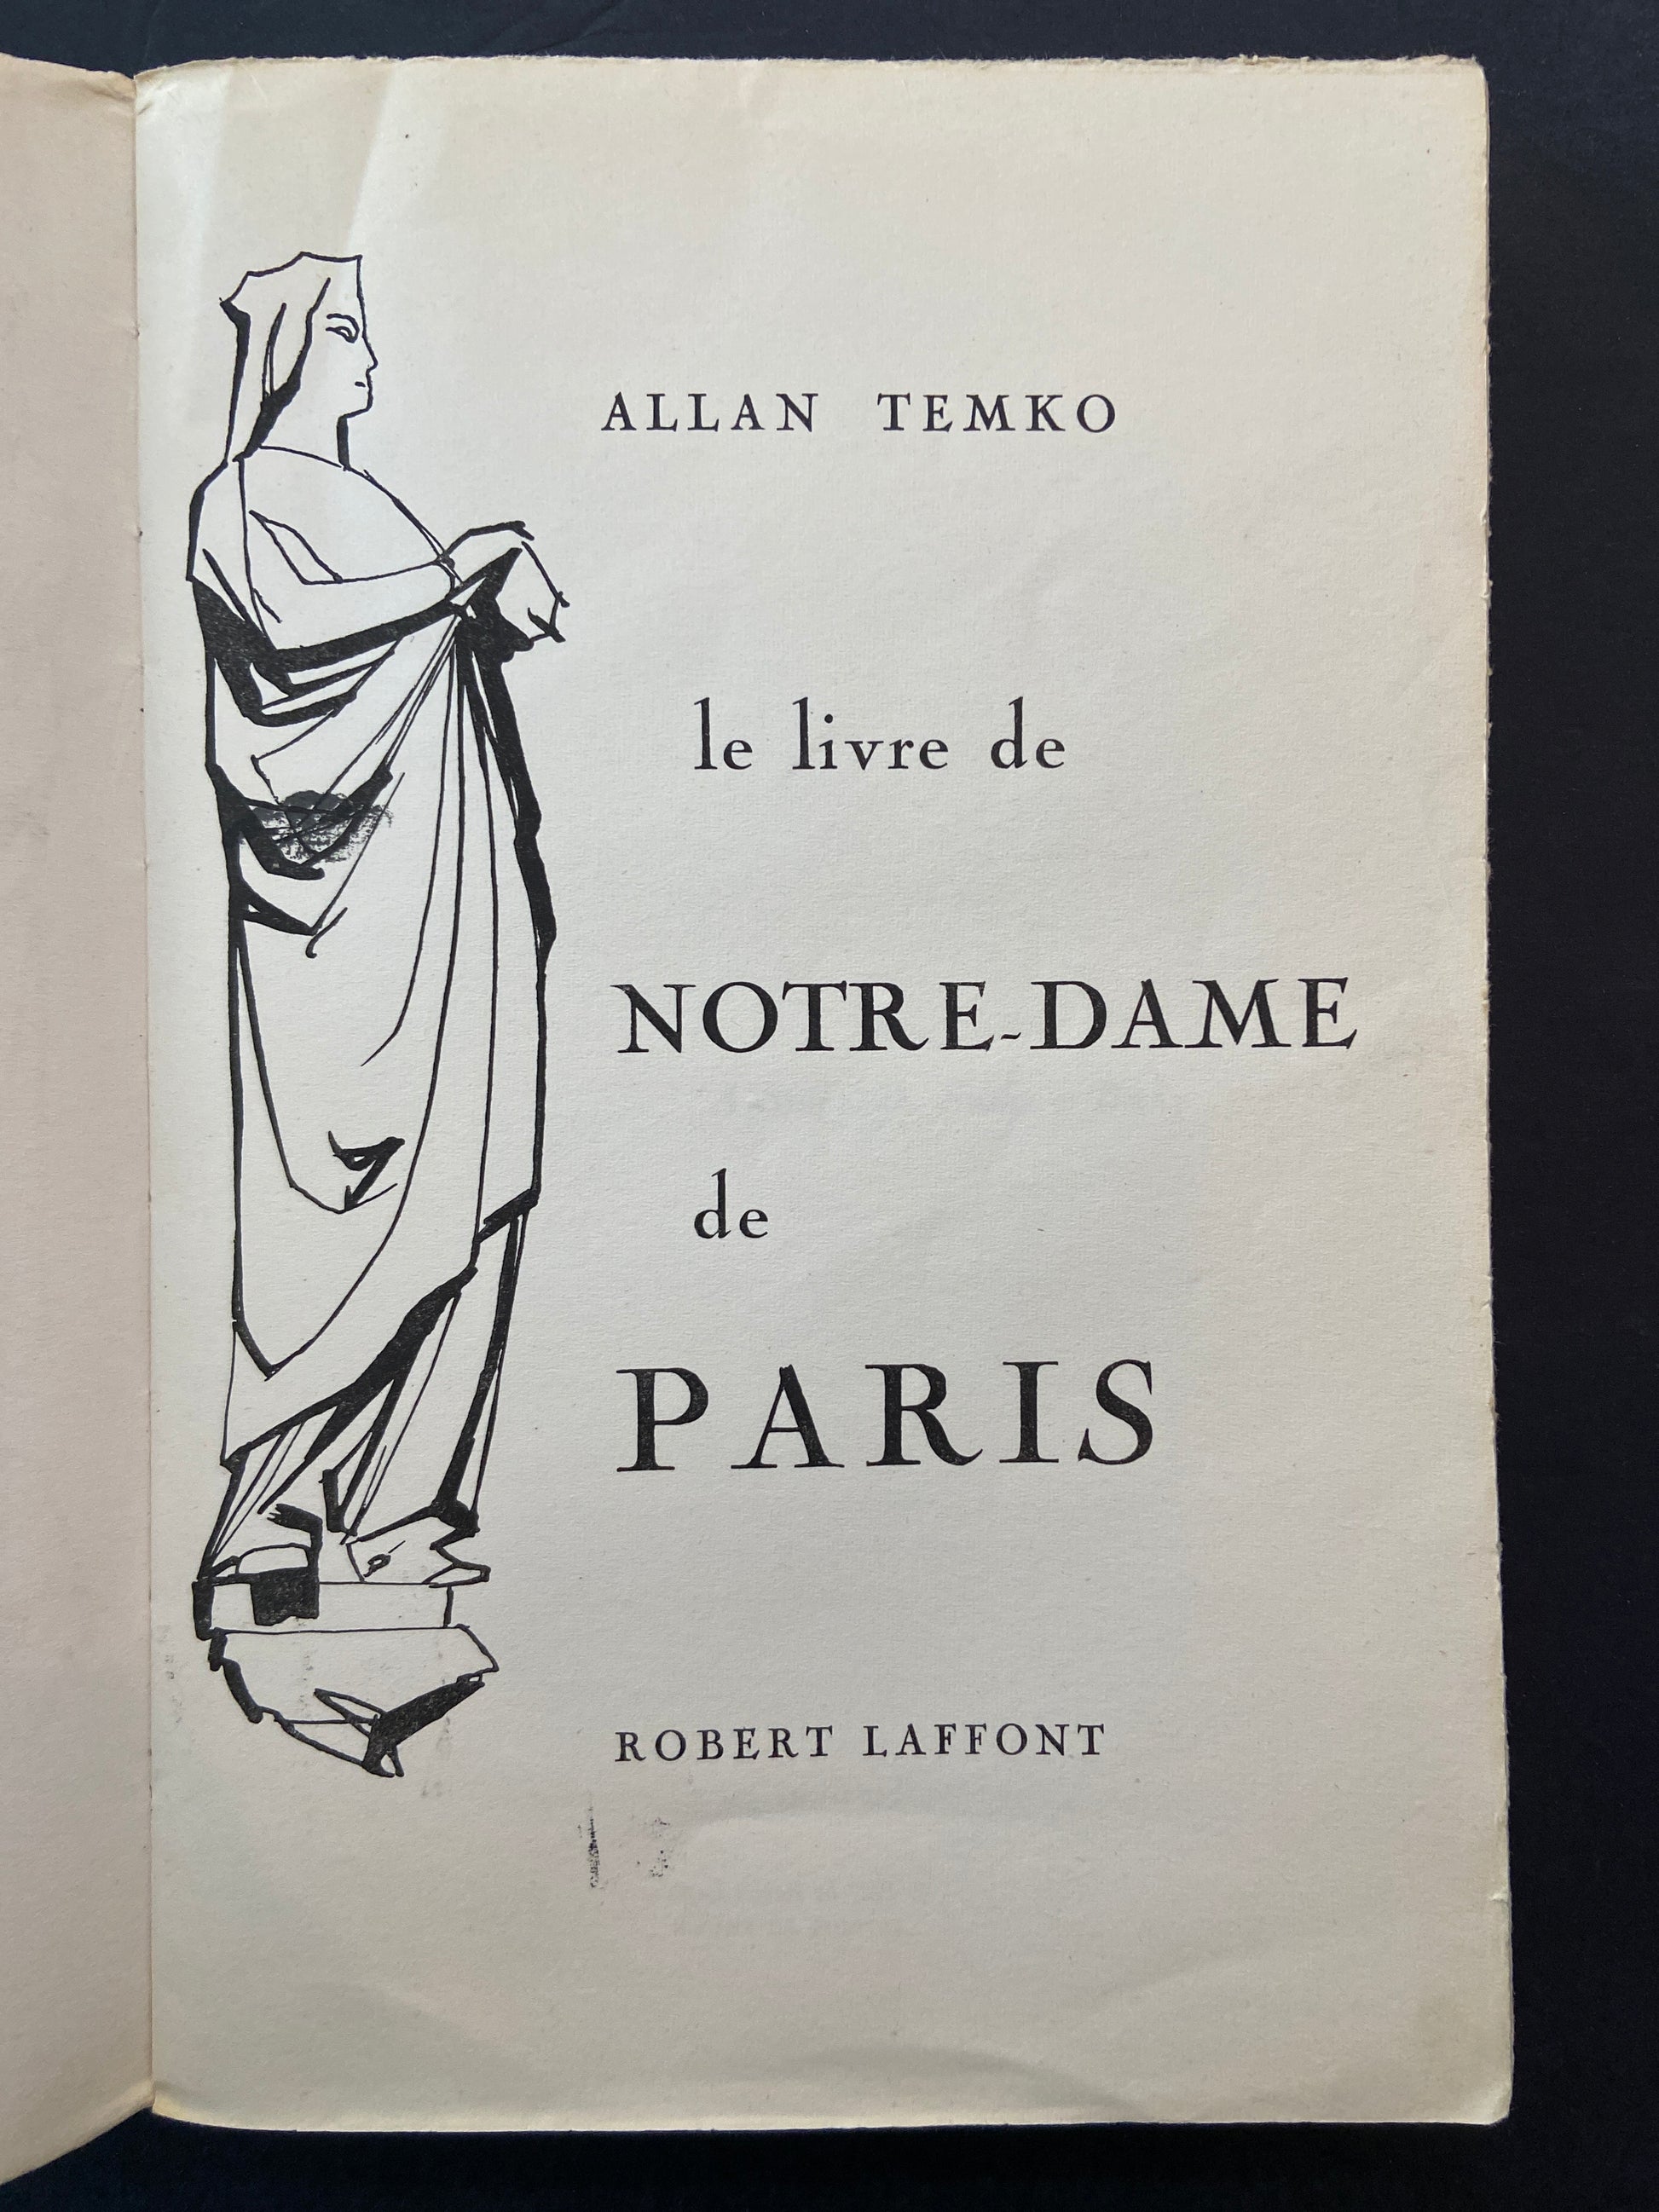 ALLAN TEMKO
le livre de
NOTRE-DAME
de
PARIS
ROBERT LAFFONT